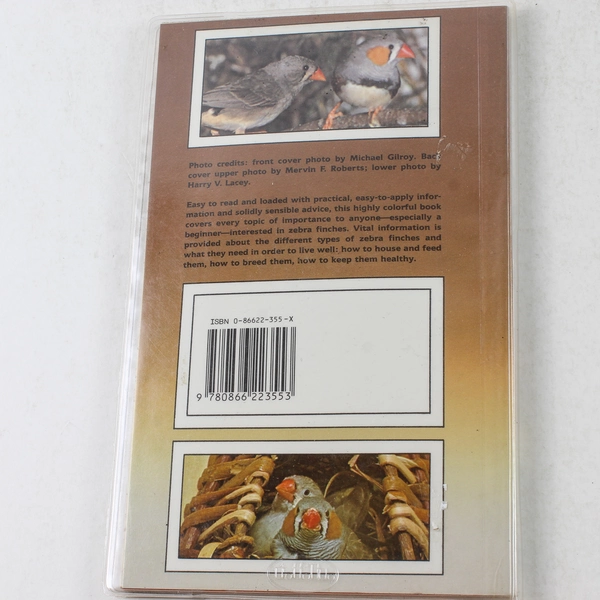 Photo credits: front cover photo by Michael Gilroy. Back
cover upper photo by Mervin F. Roberts; lower photo by
Harry V. Lacey.
Easy to read and loaded with practical, easy-to-apply infor-
mation and solidly sensible advice, this highly colorful book
covers every topic of importance to anyone—especially a
beginner—interested in zebra finches. Vital information is
provided about the different types of zebra finches and
what they need in order to live well: how to house and feed
them, how to breed them, how to keep them healthy.
ISBN 0-86622-355-X
9 780866 223553